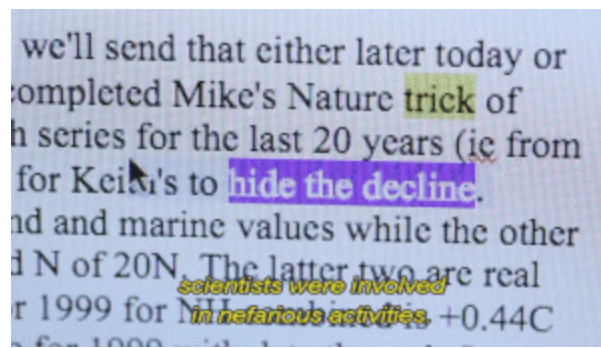 we'll send that either later today or
completed Mike's Nature trick of
h series for the last 20 years (ie from
for Keith's to hide the decline.
nd and marine values while the other
d N of 20N. The latter two are real
scientists were involved
r 1999 for NH +0.44C
in nefarious activities.